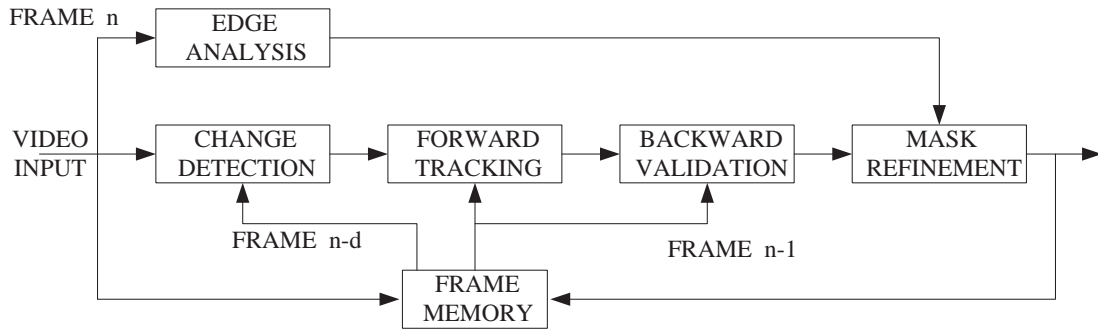 FRAME n
EDGE
ANALYSIS
VIDEO
INPUT
CHANGE
DETECTION
FORWARD
TRACKING
BACKWARD
VALIDATION
MASK
REFINEMENT
FRAME n-d
FRAME n-1
FRAME
MEMORY